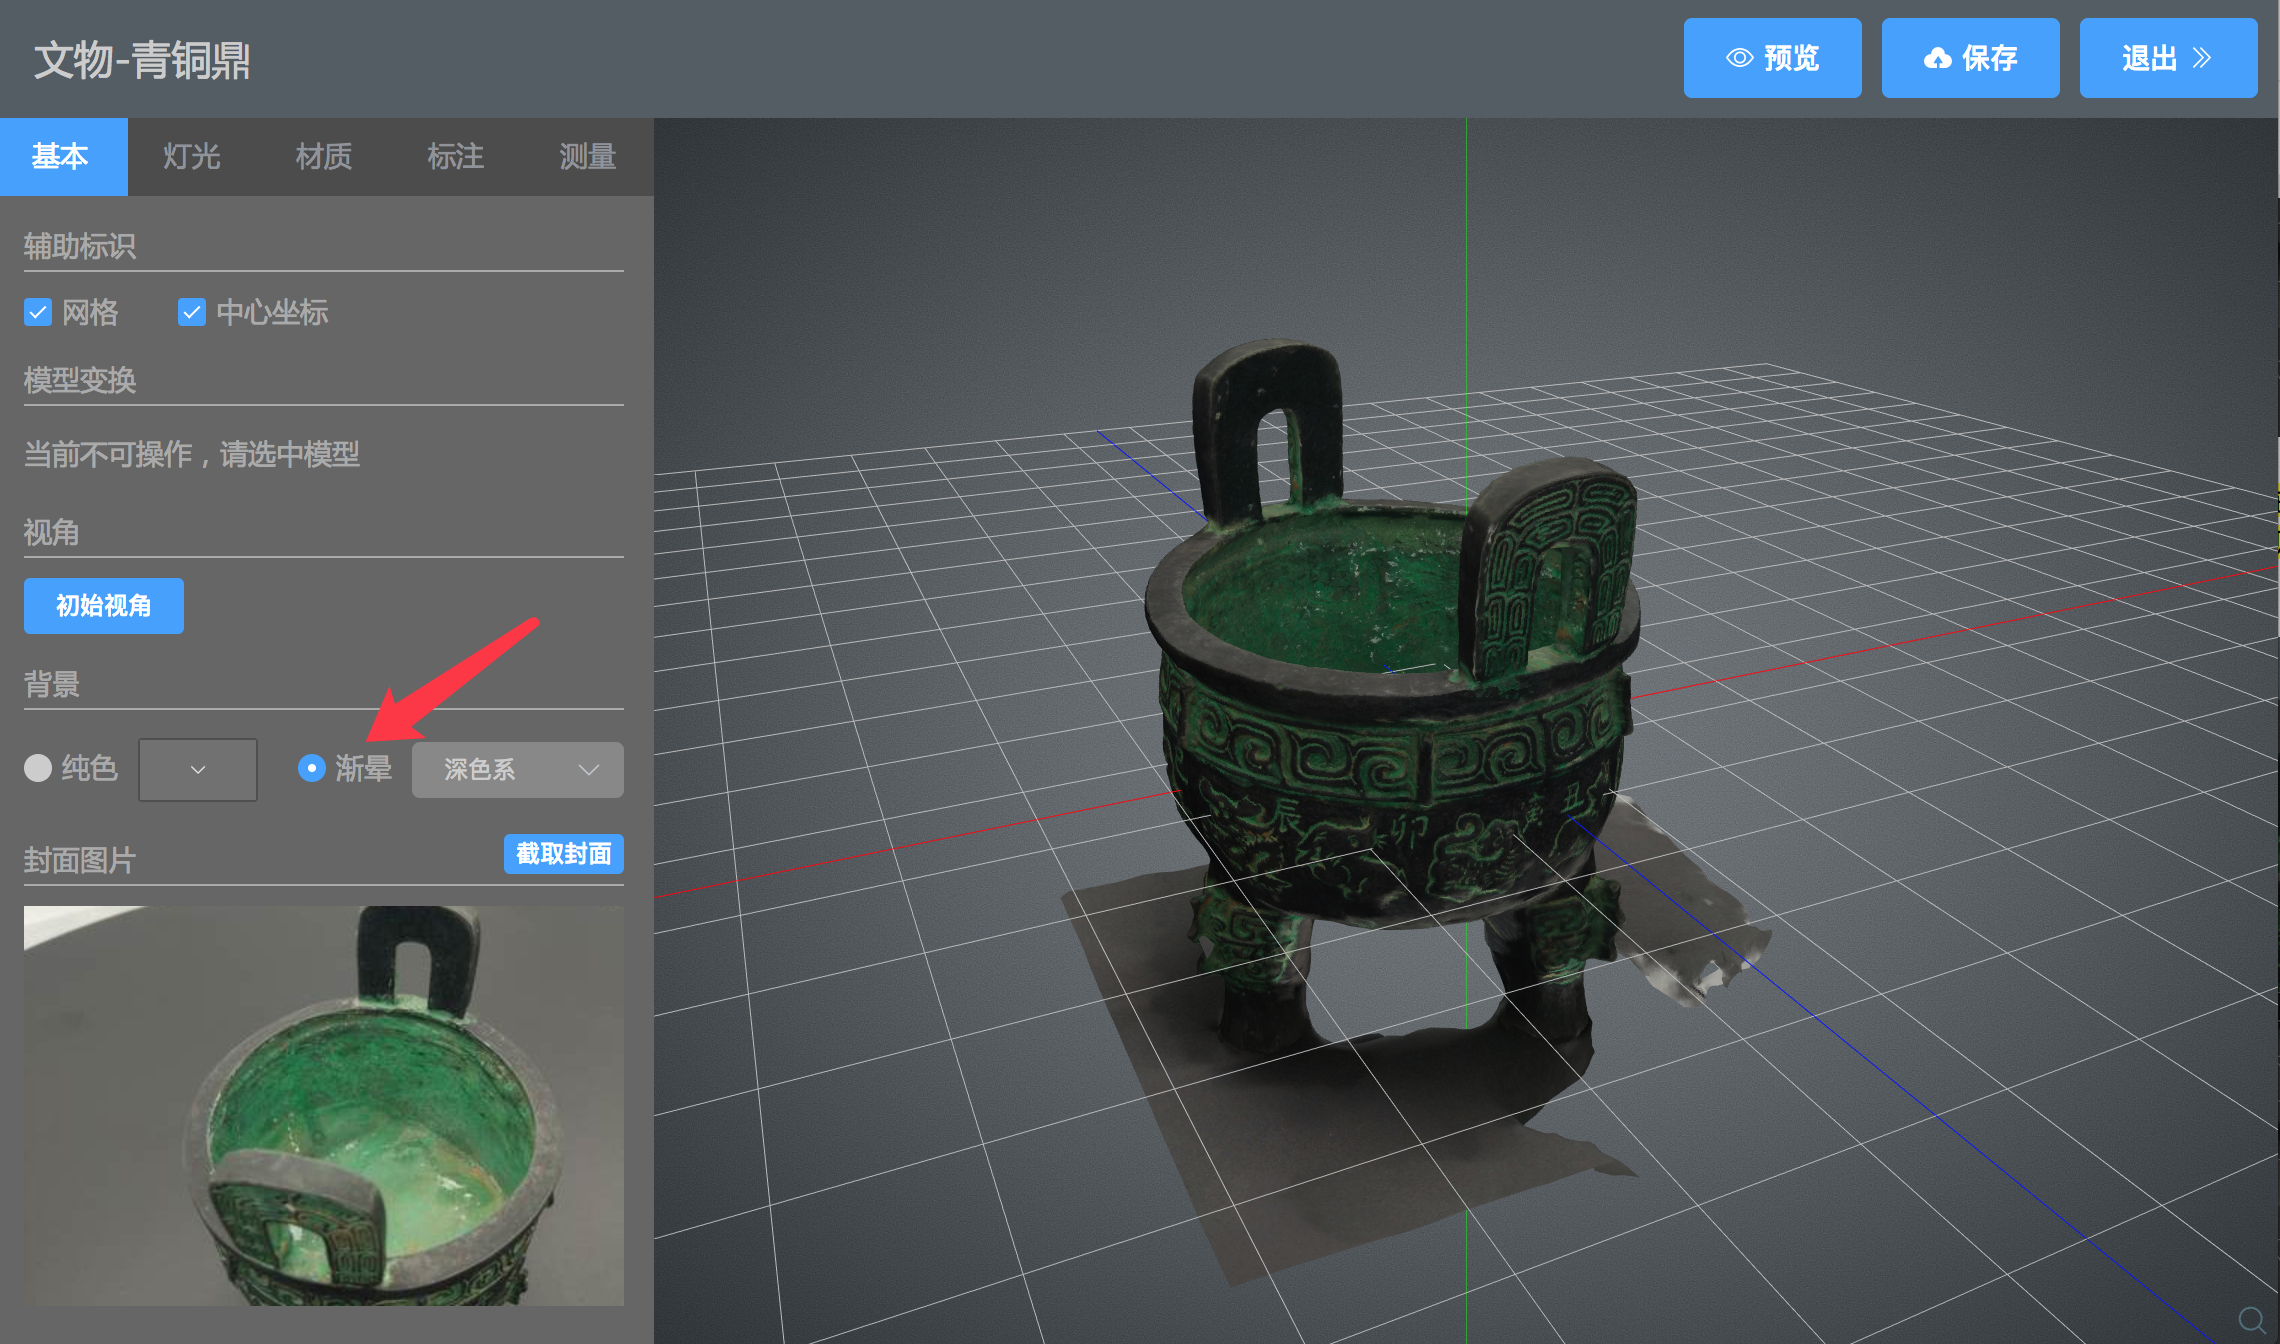 文物-青铜鼎
预览
保存
退出
基本 灯光 材质 标注 测量
辅助标识
网格 中心坐标
模型变换
当前不可操作，请选中模型
视角
初始视角
背景
纯色 渐晕 深色系
封面图片 截取封面
辰 卯 丑